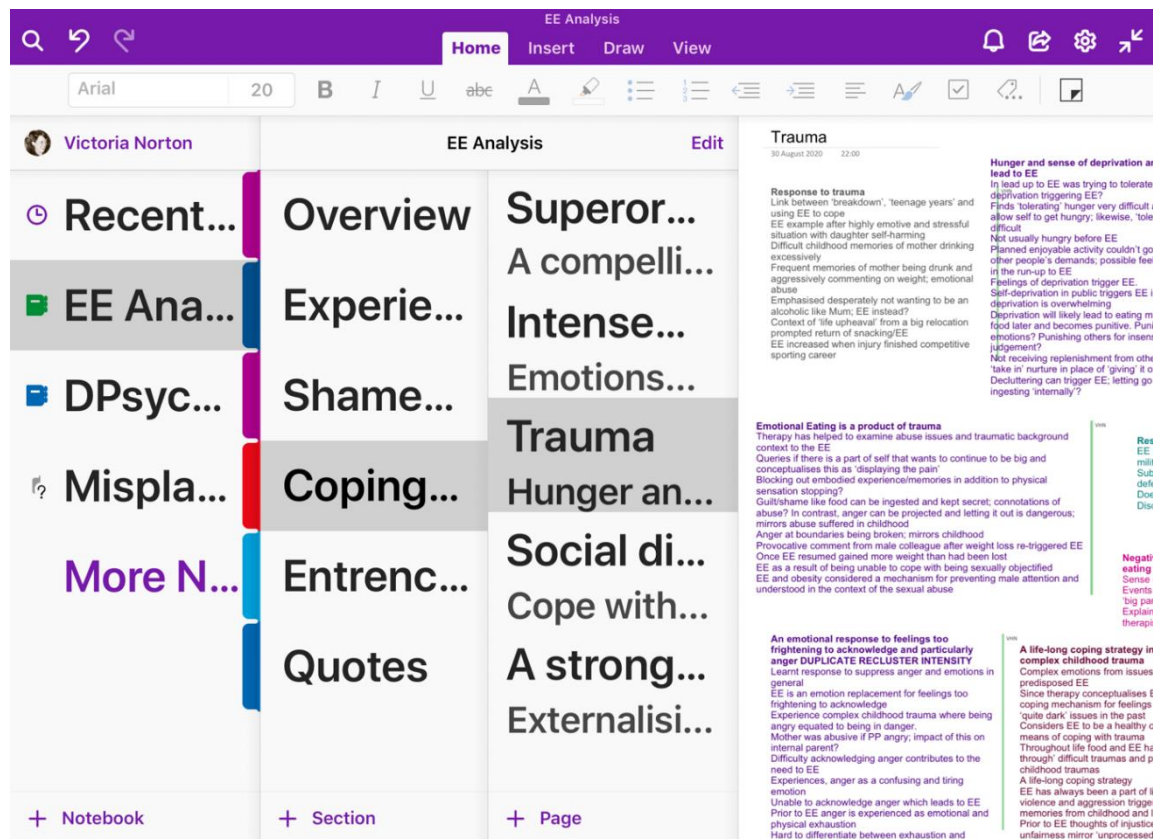 EE Analysis
Home Insert Draw View
Arial 20 B I U abc A
Victoria Norton
EE Analysis
Edit
Recent...
EE Ana...
DPsyc...
Mispla...
More N...
+ Notebook
Overview
Experie...
Shame...
Coping...
Entrenc...
Quotes
+ Section
Superor...
A compelli...
Intense...
Emotions...
Trauma
Hunger an...
Social di...
Cope with...
A strong...
Externalisi...
+ Page
Trauma
30 August 2020 22:00
Response to trauma
Link between 'breakdown', 'teenage years' and
using EE to cope
EE example after highly emotive and stressful
situation with daughter self-harming
Difficult childhood memories of mother drinking
excessively
Frequent memories of mother being drunk and
aggressively commenting on weight; emotional
abuse
Emphasised desperately not wanting to be an
alcoholic like Mum; EE instead?
Context of 'life upheaval' from a big relocation
prompted return of snacking/EE
EE increased when injury finished competitive
sporting career
Hunger and sense of deprivation an
lead to EE
In lead up to EE was trying to tolerate
deprivation triggering EE?
Finds 'tolerating' hunger very difficult a
allow self to get hungry; likewise, 'tole
difficult
Not usually hungry before EE
Planned enjoyable activity couldn't go
other people's demands; possible feel
in the run-up to EE
Feelings of deprivation trigger EE.
Self-deprivation in public triggers EE i
deprivation is overwhelming
Deprivation will likely lead to eating m
food later and becomes punitive. Puni
emotions? Punishing others for insens
judgement?
Not receiving replenishment from othe
'take in' nurture in place of 'giving' it o
Decluttering can trigger EE; letting go
ingesting 'internally'?
Emotional Eating is a product of trauma
Therapy has helped to examine abuse issues and traumatic background
context to the EE
Queries if there is a part of self that wants to continue to be big and
conceptualises this as 'displaying the pain'
Blocking out embodied experience/memories in addition to physical
sensation stopping?
Guilt/shame like food can be ingested and kept secret; connotations of
abuse? In contrast, anger can be projected and letting it out is dangerous;
mirrors abuse suffered in childhood
Anger at boundaries being broken; mirrors childhood
Provocative comment from male colleague after weight loss re-triggered EE
Once EE resumed gained more weight than had been lost
EE as a result of being unable to cope with being sexually objectified
EE and obesity considered a mechanism for preventing male attention and
understood in the context of the sexual abuse
VHN
Res
EE
mili
Sub
defe
Doe
Disc
Negativ
eating
Sense
Events
'big par
Explain
therapi
An emotional response to feelings too
frightening to acknowledge and particularly
anger DUPLICATE RECLUSTER INTENSITY
Learnt response to suppress anger and emotions in
general
EE is an emotion replacement for feelings too
frightening to acknowledge
Experience complex childhood trauma where being
angry equated to being in danger.
Mother was abusive if PP angry; impact of this on
internal parent?
Difficulty acknowledging anger contributes to the
need to EE
Experiences, anger as a confusing and tiring
emotion
Unable to acknowledge anger which leads to EE
Prior to EE anger is experienced as emotional and
physical exhaustion
Hard to differentiate between exhaustion and
VHN
A life-long coping strategy in
complex childhood trauma
Complex emotions from issues
predisposed EE
Since therapy conceptualises E
coping mechanism for feelings
'quite dark' issues in the past
Considers EE to be a healthy c
means of coping with trauma
Throughout life food and EE ha
through' difficult traumas and p
childhood traumas
A life-long coping strategy
EE has always been a part of li
violence and aggression trigge
memories from childhood and l
Prior to EE thoughts of injustice
unfairness mirror 'unprocessed